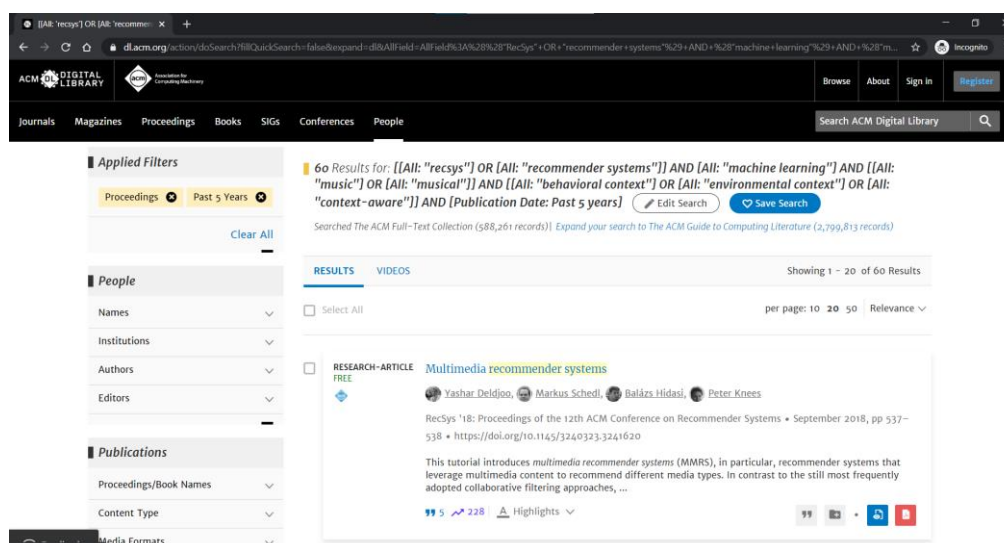 [[All: 'recsys'] OR [All: 'recommen
dl.acm.org/action/doSearch?fillQuickSearch=false&expand=dl&AllField=AllField%3A%28%28"RecSys"+OR+"recommender+systems"%29+AND+%28"machine+learning"%29+AND+%28"m...
Incognito
ACM DL DIGITAL LIBRARY
acm Association for Computing Machinery
Browse About Sign in Register
Journals Magazines Proceedings Books SIGs Conferences People
Search ACM Digital Library
Applied Filters
Proceedings Past 5 Years
Clear All
People
Names
Institutions
Authors
Editors
Publications
Proceedings/Book Names
Content Type
Media Formats
60 Results for: [[All: "recsys"] OR [All: "recommender systems"]] AND [All: "machine learning"] AND [[All:
"music"] OR [All: "musical"]] AND [[All: "behavioral context"] OR [All: "environmental context"] OR [All:
"context-aware"]] AND [Publication Date: Past 5 years] Edit Search Save Search
Searched The ACM Full-Text Collection (588,261 records)| Expand your search to The ACM Guide to Computing Literature (2,799,813 records)
RESULTS VIDEOS Showing 1 - 20 of 60 Results
Select All per page: 10 20 50 Relevance
RESEARCH-ARTICLE
FREE
Multimedia recommender systems
Yashar Deldjoo, Markus Schedl, Balázs Hidasi, Peter Knees
RecSys '18: Proceedings of the 12th ACM Conference on Recommender Systems • September 2018, pp 537–
538 • https://doi.org/10.1145/3240323.3241620
This tutorial introduces multimedia recommender systems (MMRS), in particular, recommender systems that
leverage multimedia content to recommend different media types. In contrast to the still most frequently
adopted collaborative filtering approaches, ...
5 228 Highlights